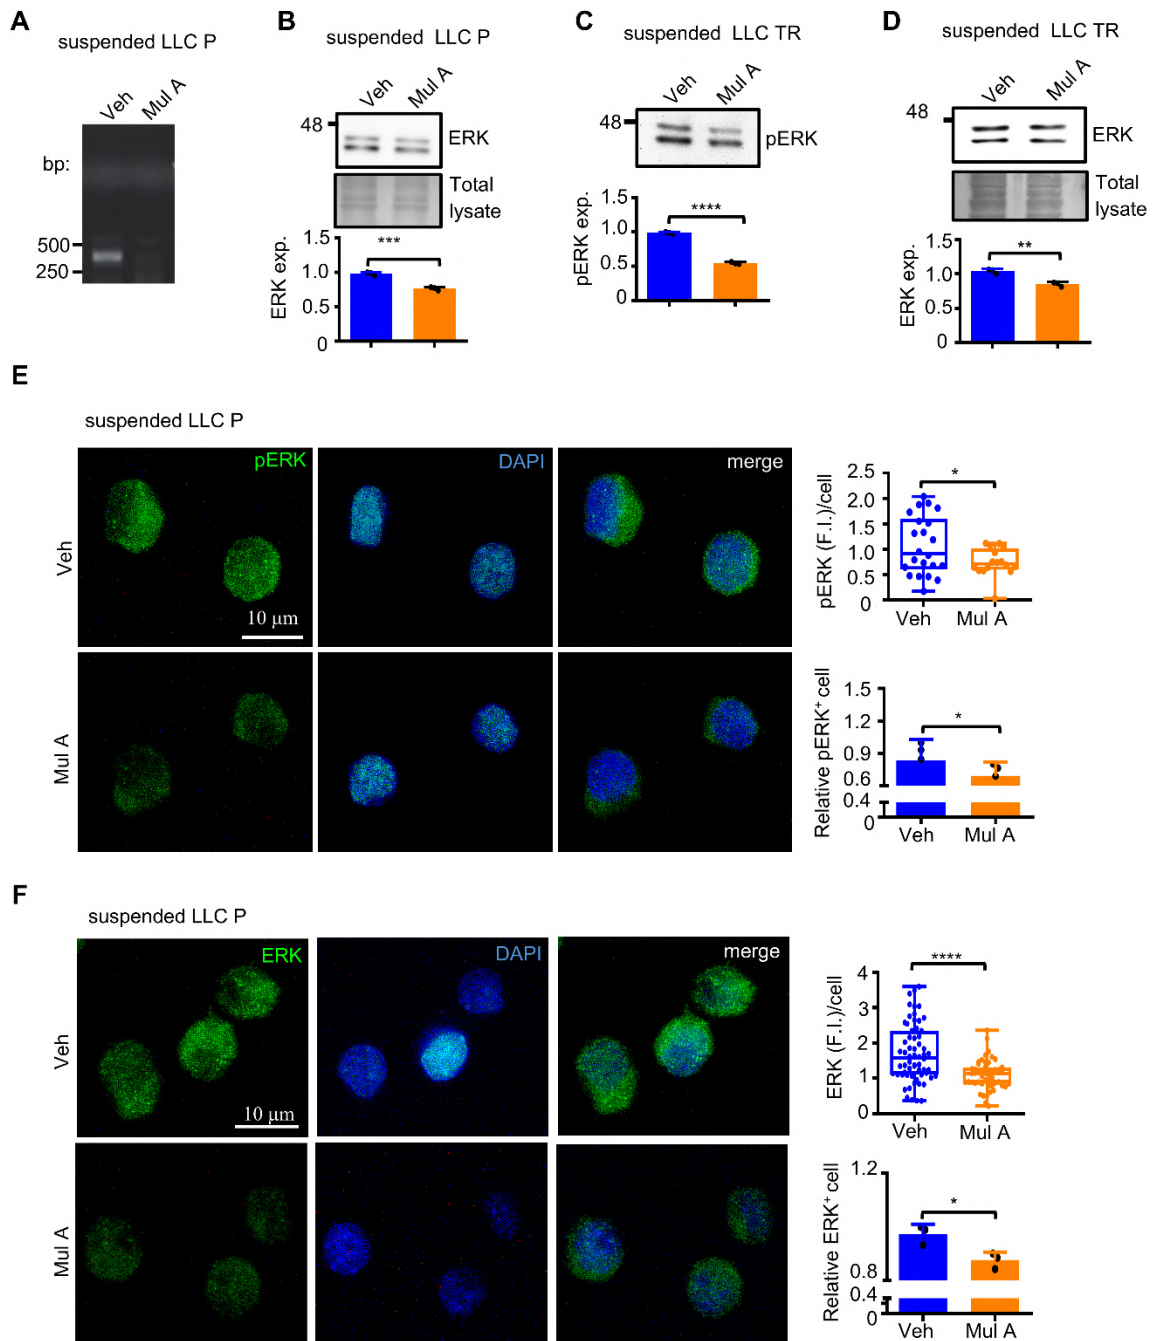 A
suspended LLC P
Veh
Mul A
bp:
500
250
B
suspended LLC P
Veh
Mul A
48
ERK
Total
lysate
ERK exp.
1.5
1.0
0.5
0
***
C
suspended LLC TR
Veh
Mul A
48
pERK
pERK exp.
1.5
1.0
0.5
0
****
D
suspended LLC TR
Veh
Mul A
48
ERK
Total
lysate
ERK exp.
1.5
1.0
0.5
0
**
E
suspended LLC P
Veh
pERK
10 μm
DAPI
merge
Mul A
pERK (F.I.)/cell
2.5
2.0
1.5
1.0
0.5
0
*
Veh
Mul A
Relative pERK⁺ cell
1.5
1.2
0.9
0.6
0.4
0
*
Veh
Mul A
F
suspended LLC P
Veh
ERK
10 μm
DAPI
merge
Mul A
ERK (F.I.)/cell
4
3
2
1
0
****
Veh
Mul A
Relative ERK⁺ cell
1.2
0.8
0.4
0
*
Veh
Mul A